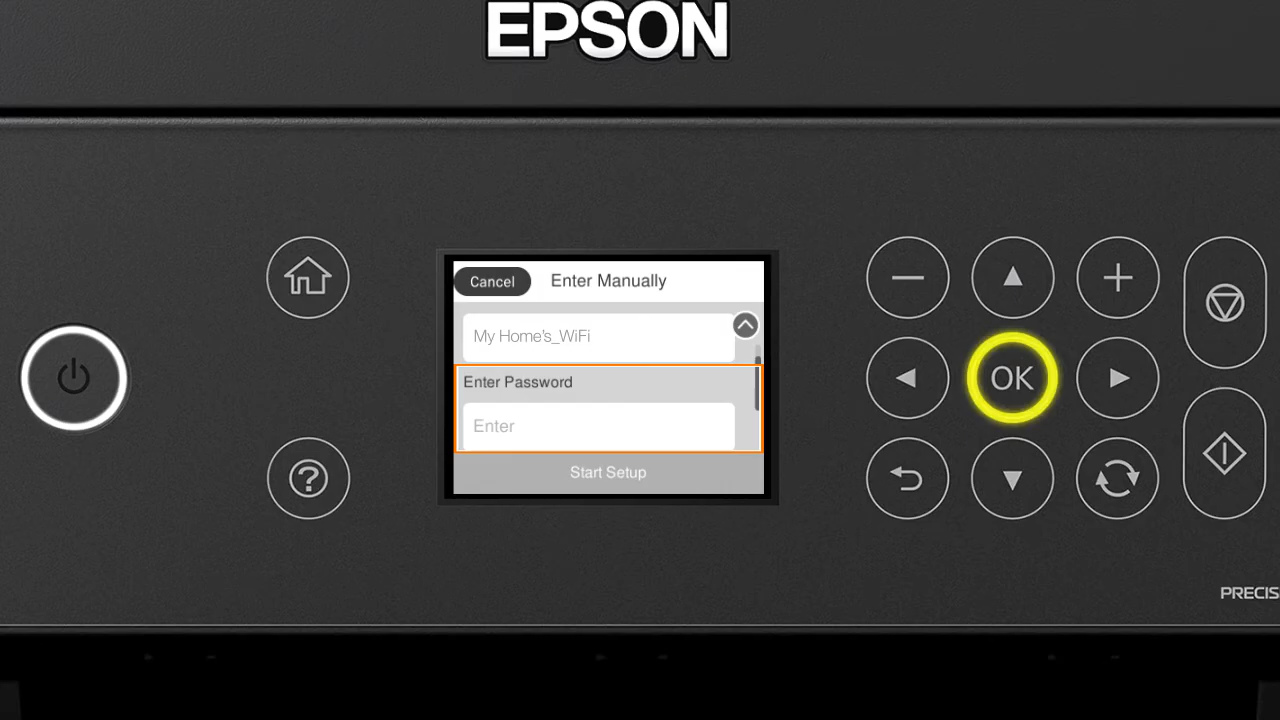 EPSON
Cancel
Enter Manually
My Home's_WiFi
Enter Password
Enter
Start Setup
OK
PRECIS